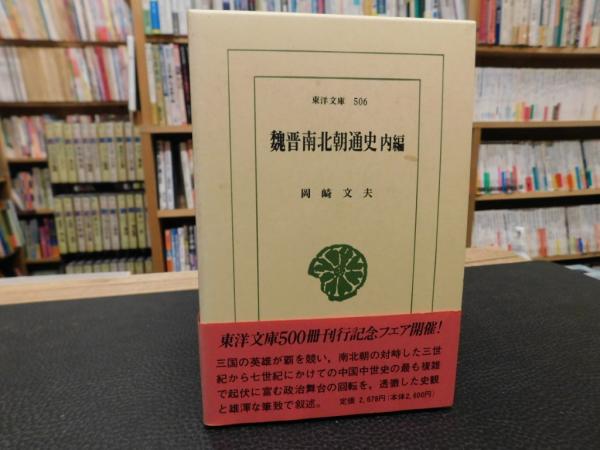 東洋文庫 506
魏晋南北朝通史 内編
岡崎文夫
東洋文庫500冊刊行記念フェア開催!
三国の英雄が覇を競い、南北朝の対峙した三世
紀から七世紀にかけての中国中世史の最も複雑
で起伏に富む政治舞台の回転を、透徹した史観
と雄渾な筆致で叙述。
定価 2,678円(本体2,600円)